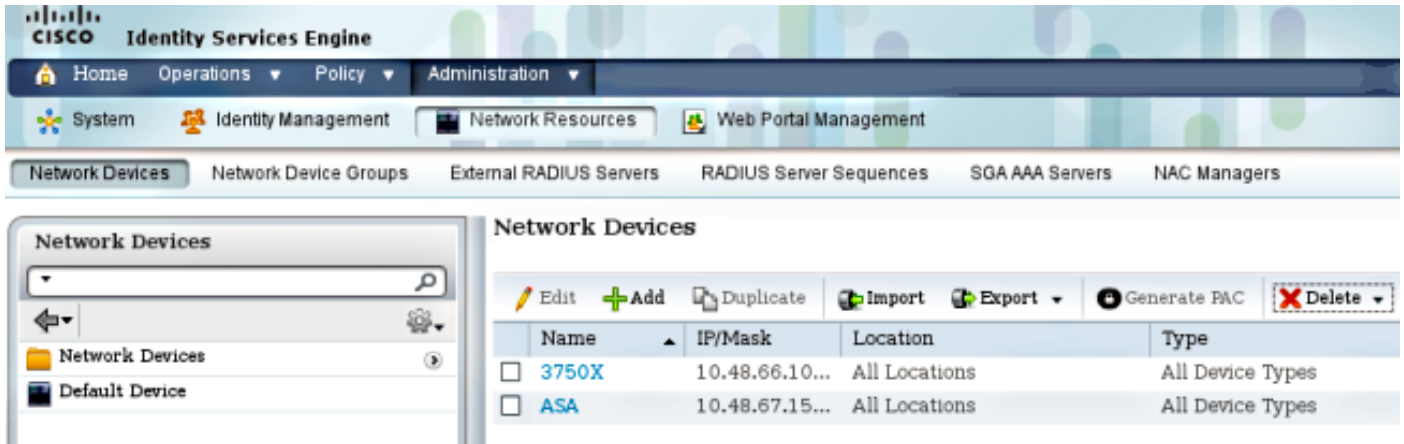 CISCO Identity Services Engine
Home Operations Policy Administration
System Identity Management Network Resources Web Portal Management
Network Devices Network Device Groups External RADIUS Servers RADIUS Server Sequences SGA AAA Servers NAC Managers
Network Devices
Network Devices
Default Device
Network Devices
Edit Add Duplicate Import Export Generate PAC Delete
Name IP/Mask Location Type
3750X 10.48.66.10... All Locations All Device Types
ASA 10.48.67.15... All Locations All Device Types